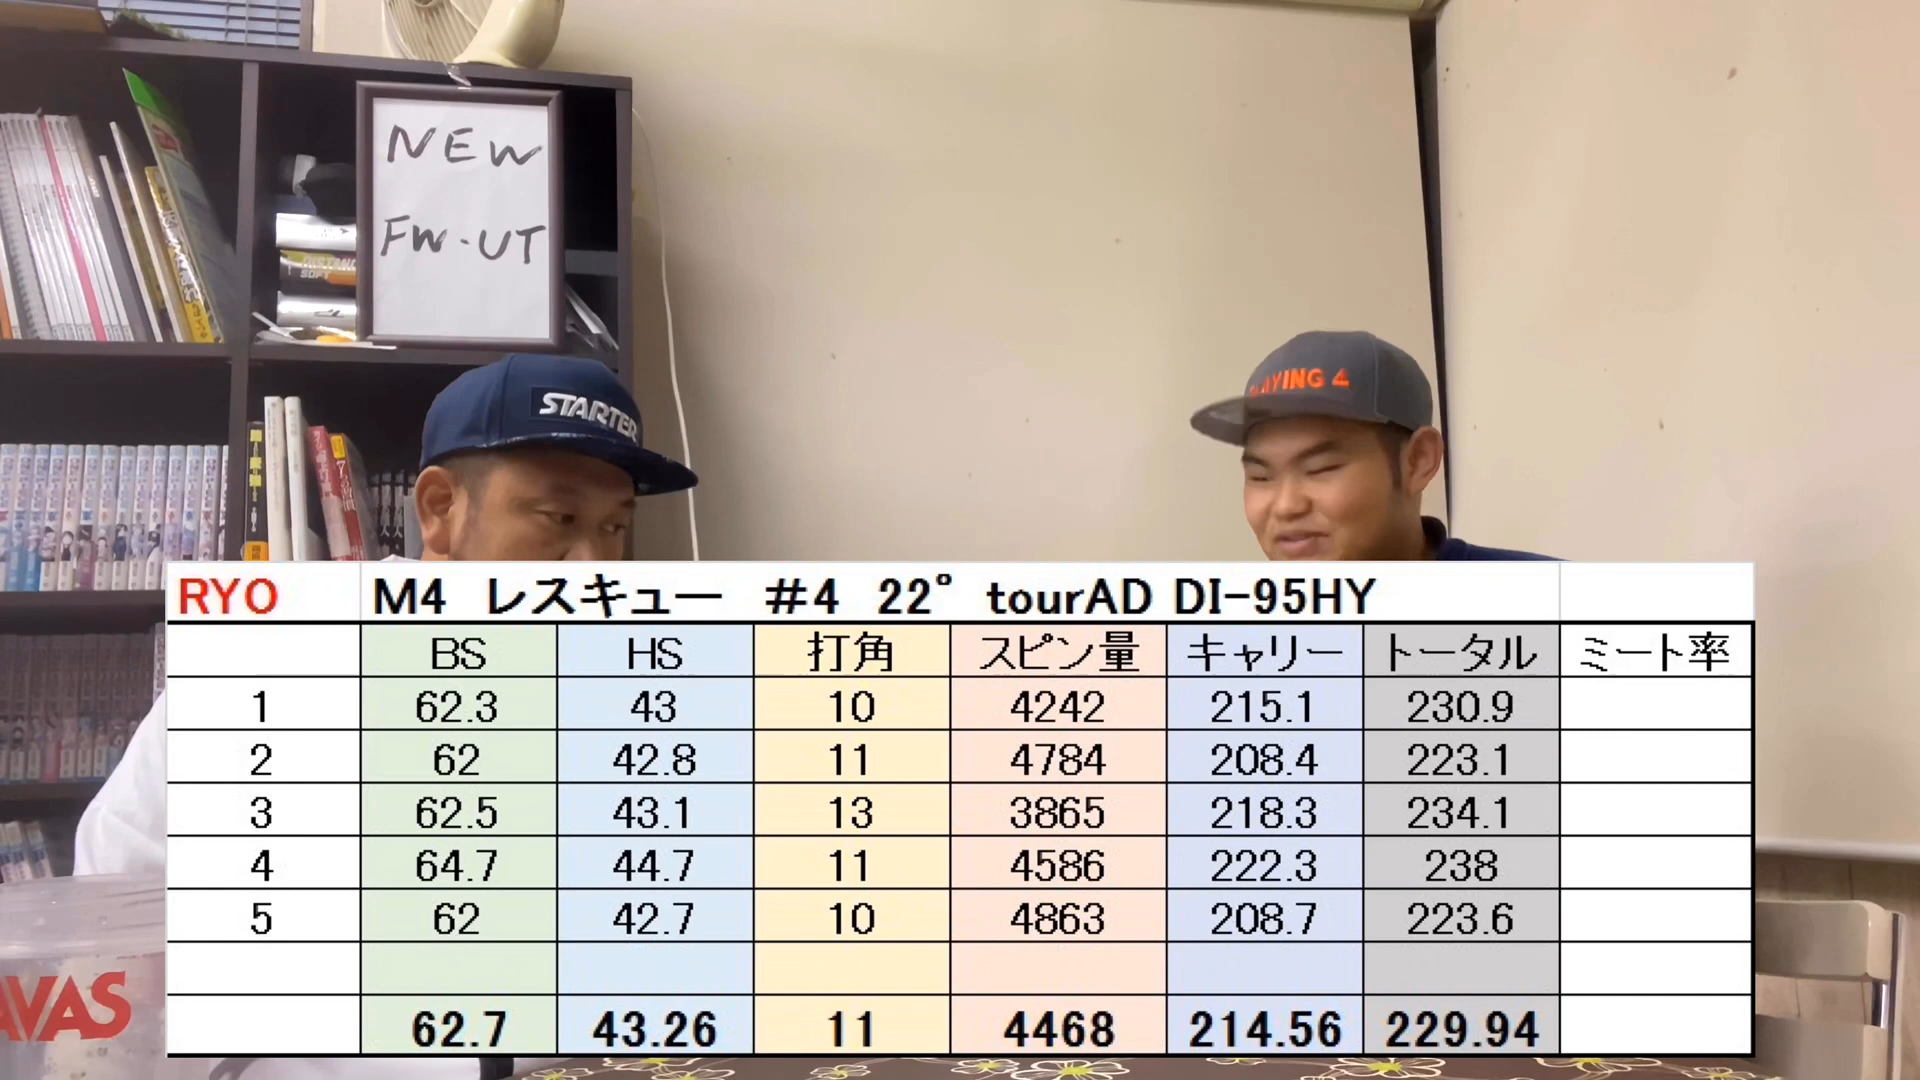 NEW
FW・UT
STARTER
PLAYING 4
RYO M4 レスキュー #4 22° tourAD DI-95HY
BS HS 打角 スピン量 キャリー トータル ミート率
1 62.3 43 10 4242 215.1 230.9
2 62 42.8 11 4784 208.4 223.1
3 62.5 43.1 13 3865 218.3 234.1
4 64.7 44.7 11 4586 222.3 238
5 62 42.7 10 4863 208.7 223.6
62.7 43.26 11 4468 214.56 229.94
AVAS